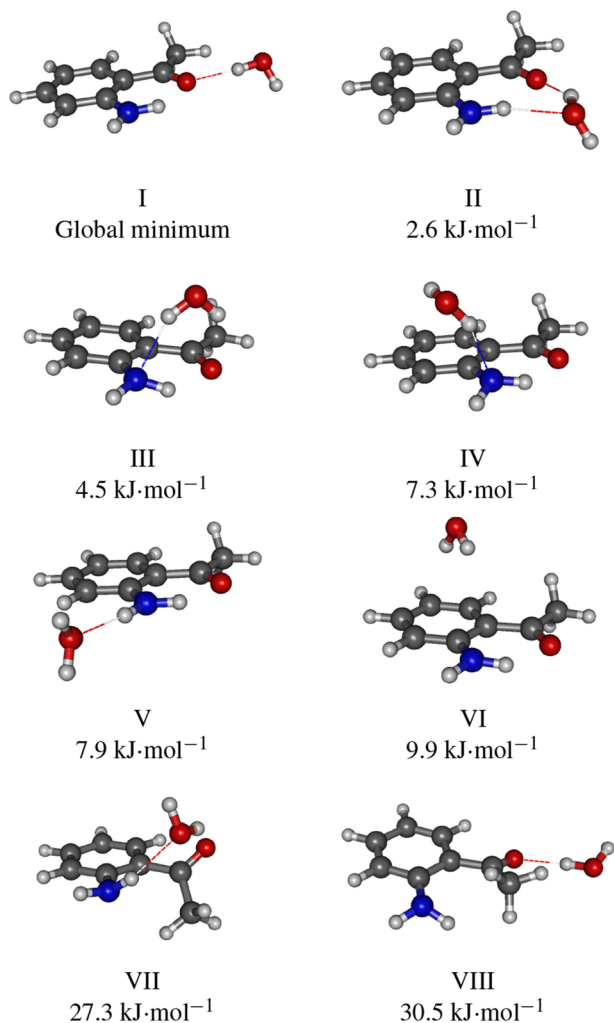 I II
Global minimum 2.6 kJ·mol⁻¹
III IV
4.5 kJ·mol⁻¹ 7.3 kJ·mol⁻¹
V VI
7.9 kJ·mol⁻¹ 9.9 kJ·mol⁻¹
VII VIII
27.3 kJ·mol⁻¹ 30.5 kJ·mol⁻¹